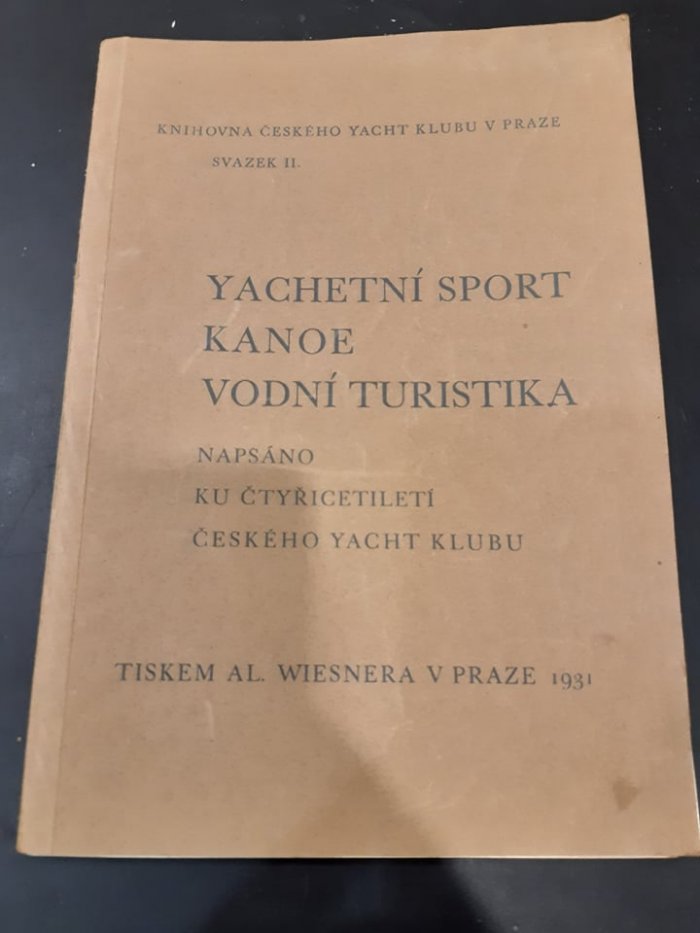 KNIHOVNA ČESKÉHO YACHT KLUBU V PRAZE
SVAZEK II.
YACHETNÍ SPORT
KANOE
VODNÍ TURISTIKA
NAPSÁNO
KU ČTYŘICETILETÍ
ČESKÉHO YACHT KLUBU
TISKEM AL. WIESNERA V PRAZE 1931